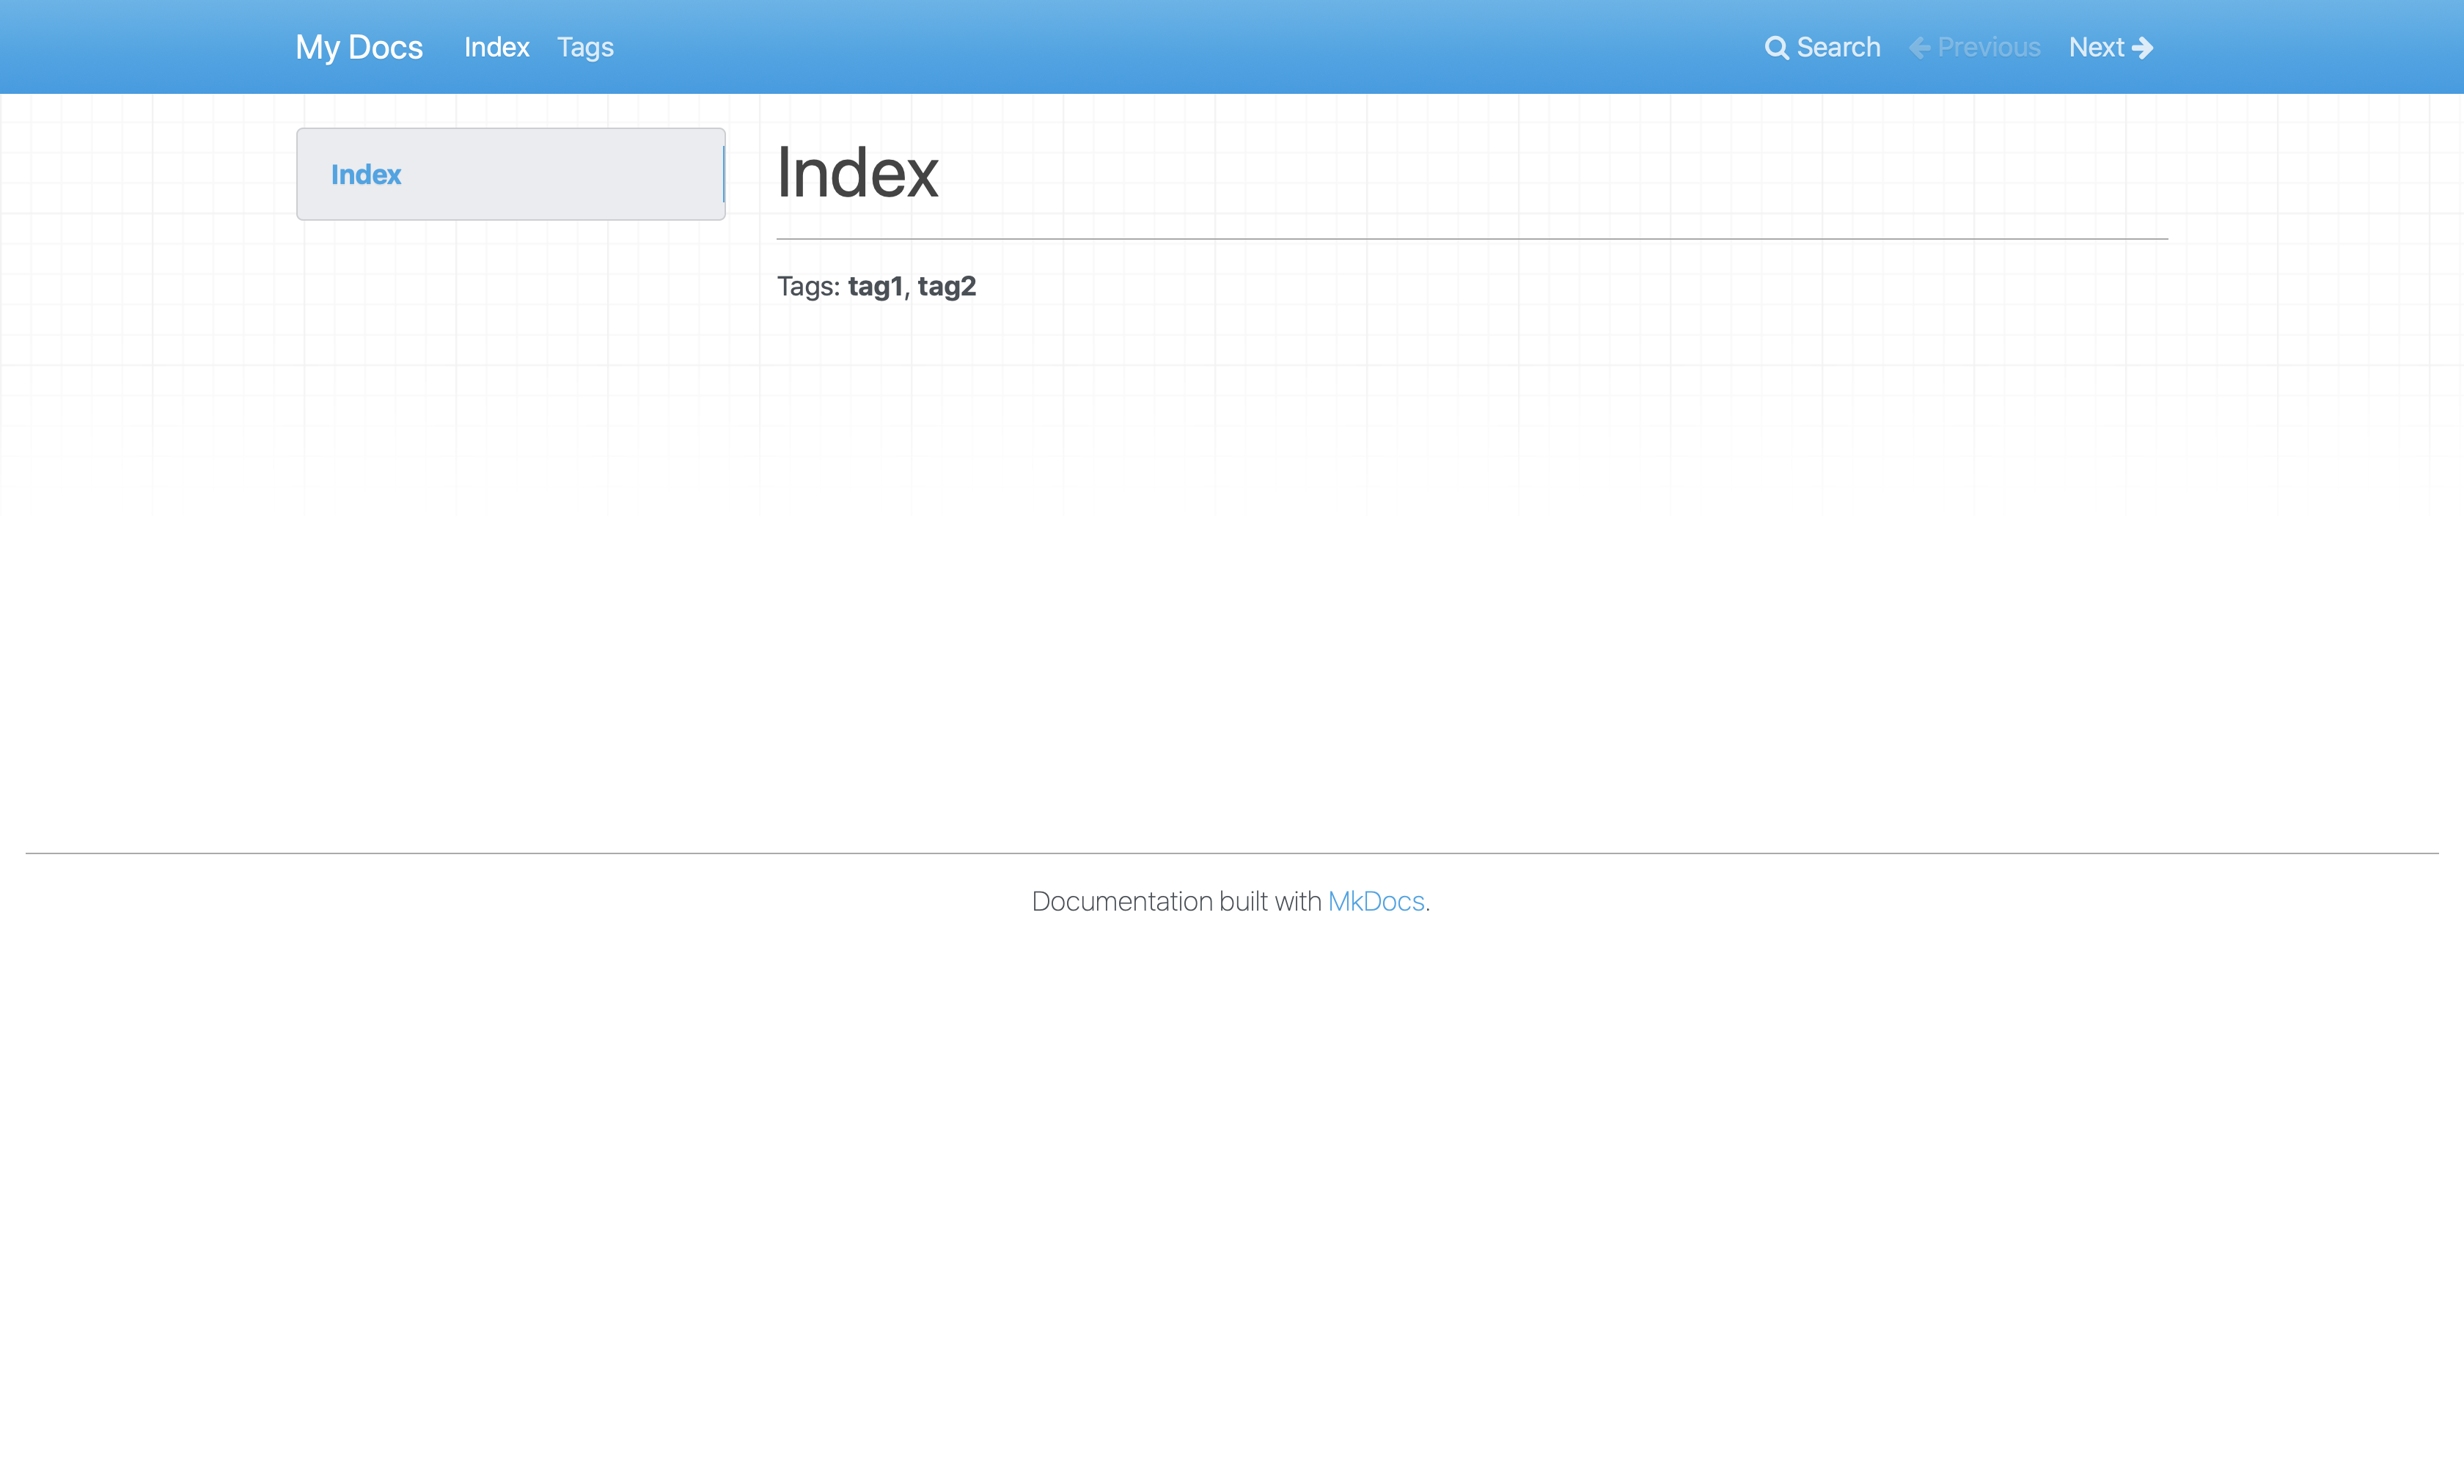 My Docs Index Tags Search Previous Next
Index
Index
Tags: tag1, tag2
Documentation built with MkDocs.